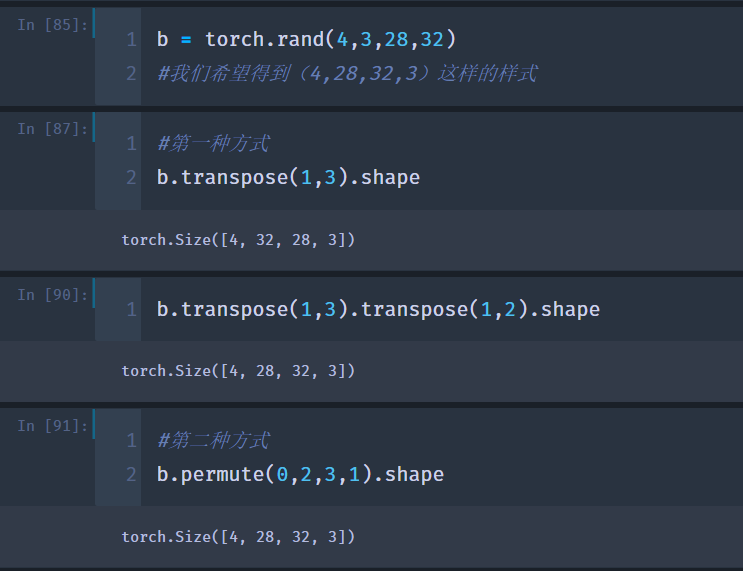 In [85]:
1 b = torch.rand(4,3,28,32)
2 #我们希望得到（4,28,32,3）这样的样式
In [87]:
1 #第一种方式
2 b.transpose(1,3).shape
torch.Size([4, 32, 28, 3])
In [90]:
1 b.transpose(1,3).transpose(1,2).shape
torch.Size([4, 28, 32, 3])
In [91]:
1 #第二种方式
2 b.permute(0,2,3,1).shape
torch.Size([4, 28, 32, 3])